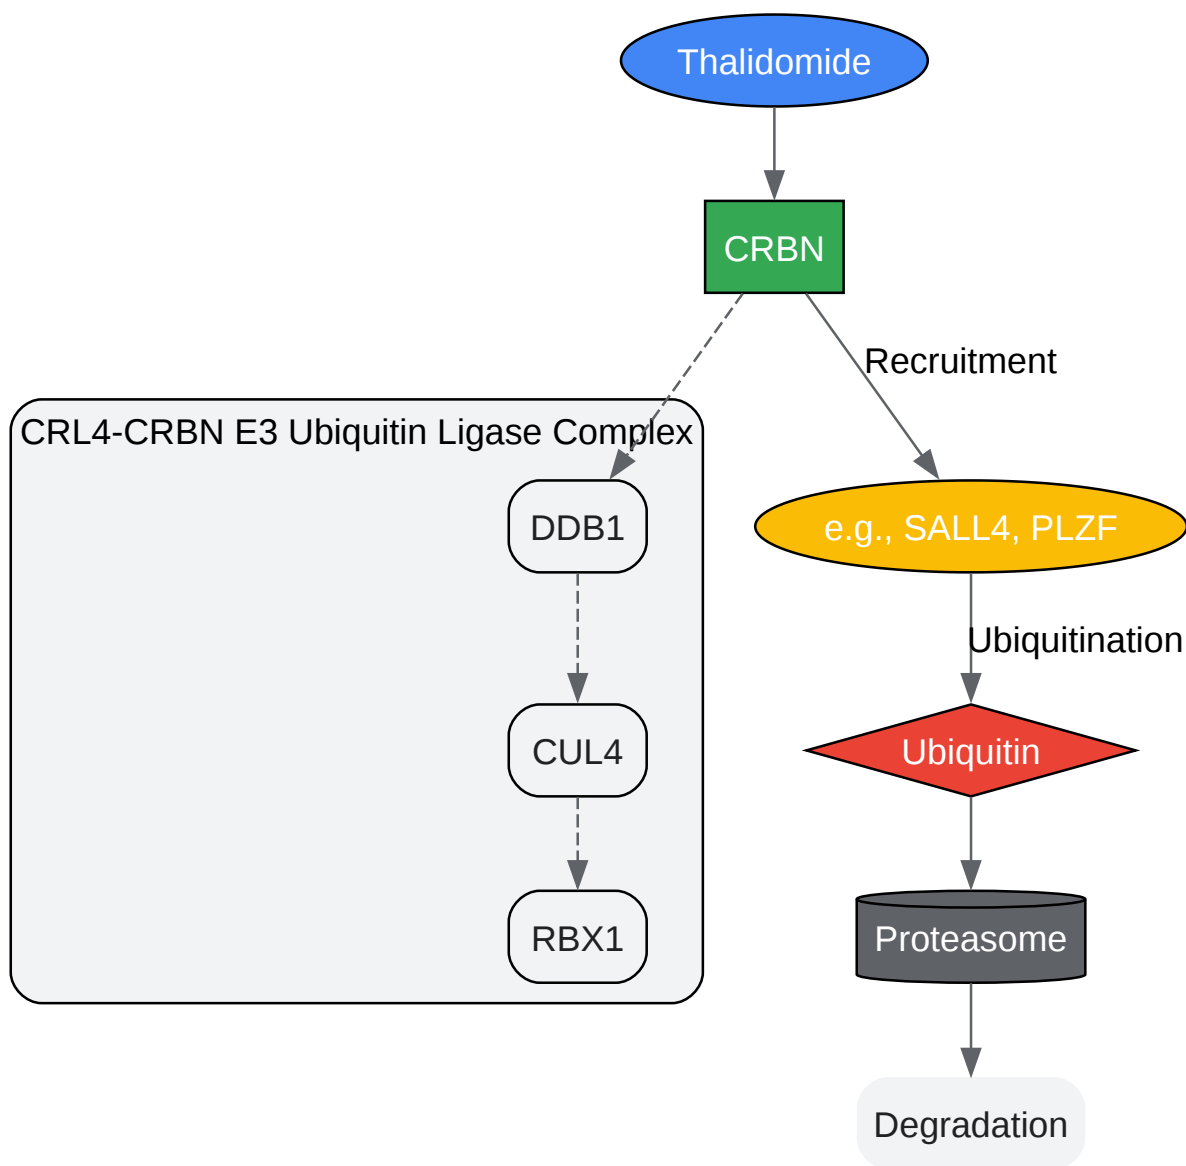 Thalidomide
CRBN
Recruitment
CRL4-CRBN E3 Ubiquitin Ligase Complex
DDB1
e.g., SALL4, PLZF
Ubiquitination
CUL4
Ubiquitin
RBX1
Proteasome
Degradation